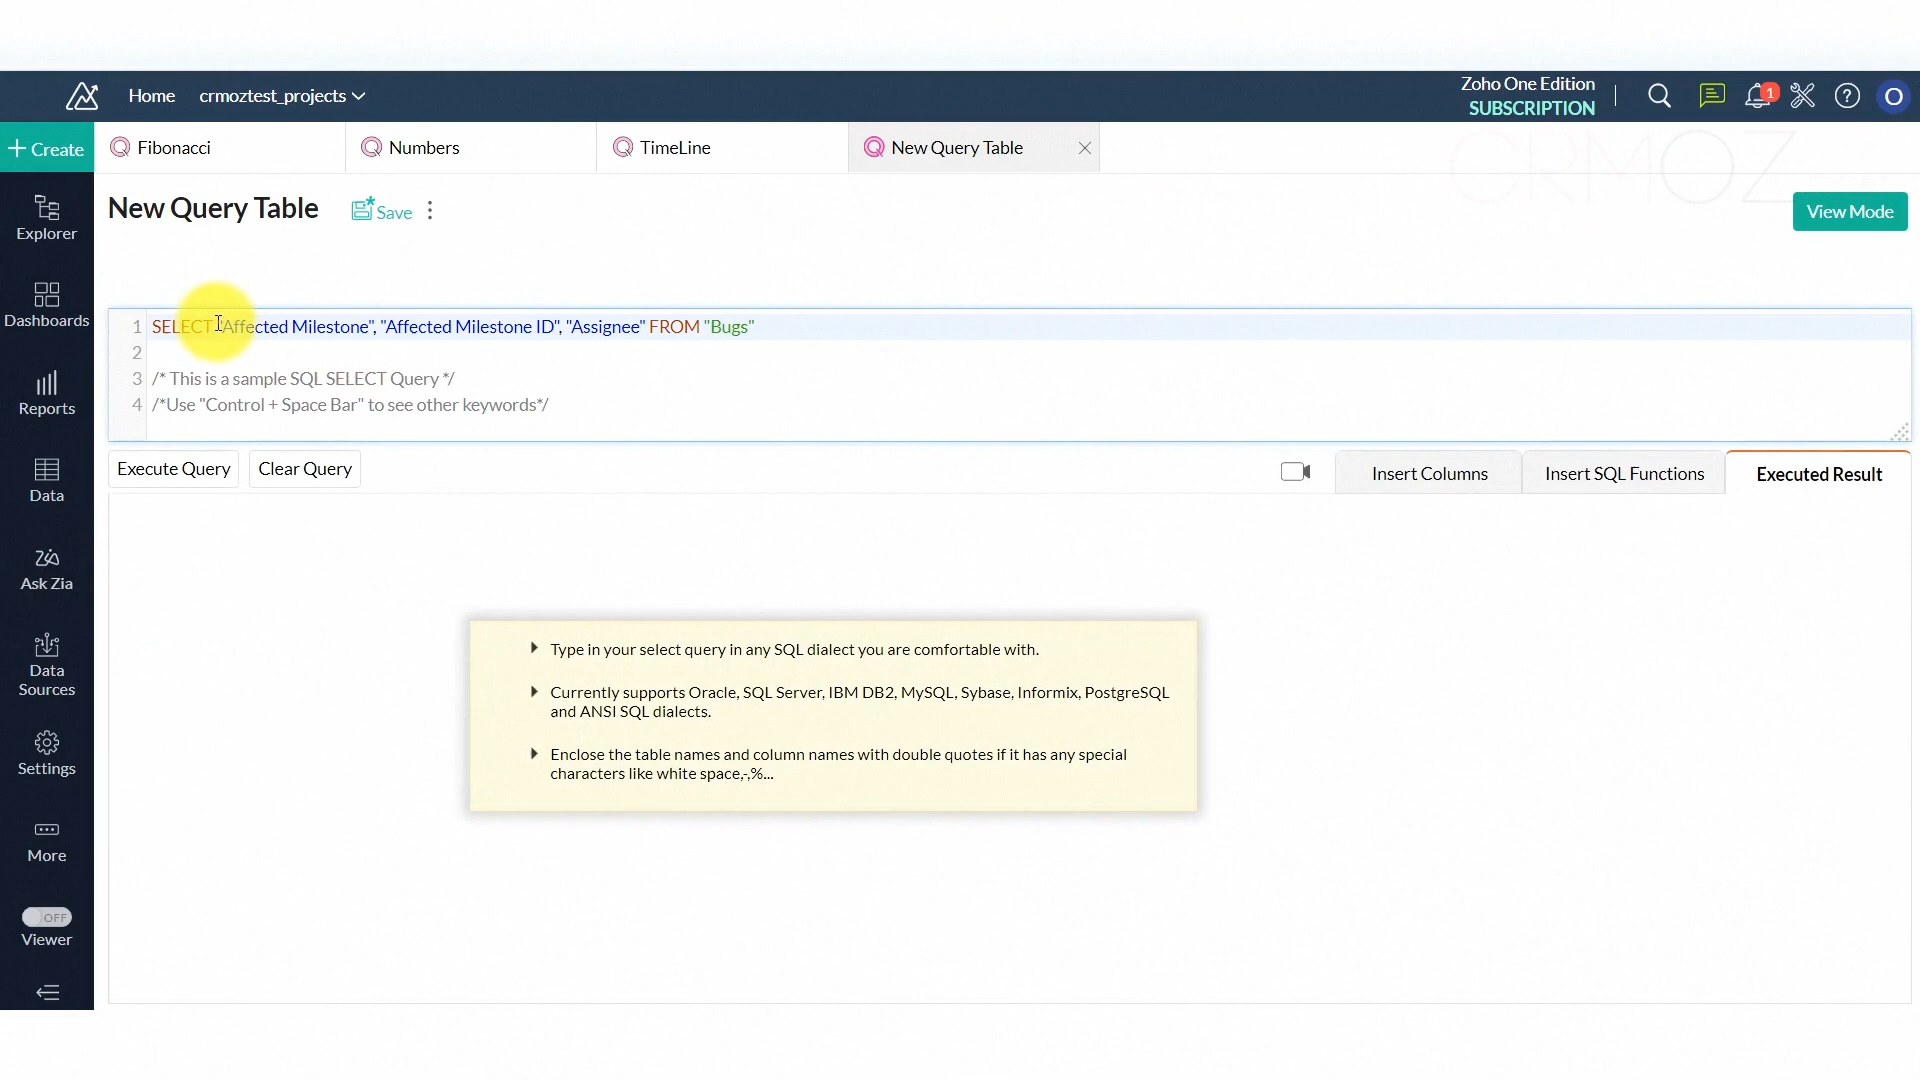 Home
crmoztest_projects
Zoho One Edition
SUBSCRIPTION
1
O
+ Create
Fibonacci
Numbers
TimeLine
New Query Table
CRMOZ
Explorer
Dashboards
Reports
Data
Ask Zia
Data
Sources
Settings
More
OFF
Viewer
New Query Table
Save
View Mode
1 SELECT "Affected Milestone", "Affected Milestone ID", "Assignee" FROM "Bugs"
2
3 /* This is a sample SQL SELECT Query */
4 /*Use "Control + Space Bar" to see other keywords*/
Execute Query
Clear Query
Insert Columns
Insert SQL Functions
Executed Result
Type in your select query in any SQL dialect you are comfortable with.
Currently supports Oracle, SQL Server, IBM DB2, MySQL, Sybase, Informix, PostgreSQL
and ANSI SQL dialects.
Enclose the table names and column names with double quotes if it has any special
characters like white space,-,%...